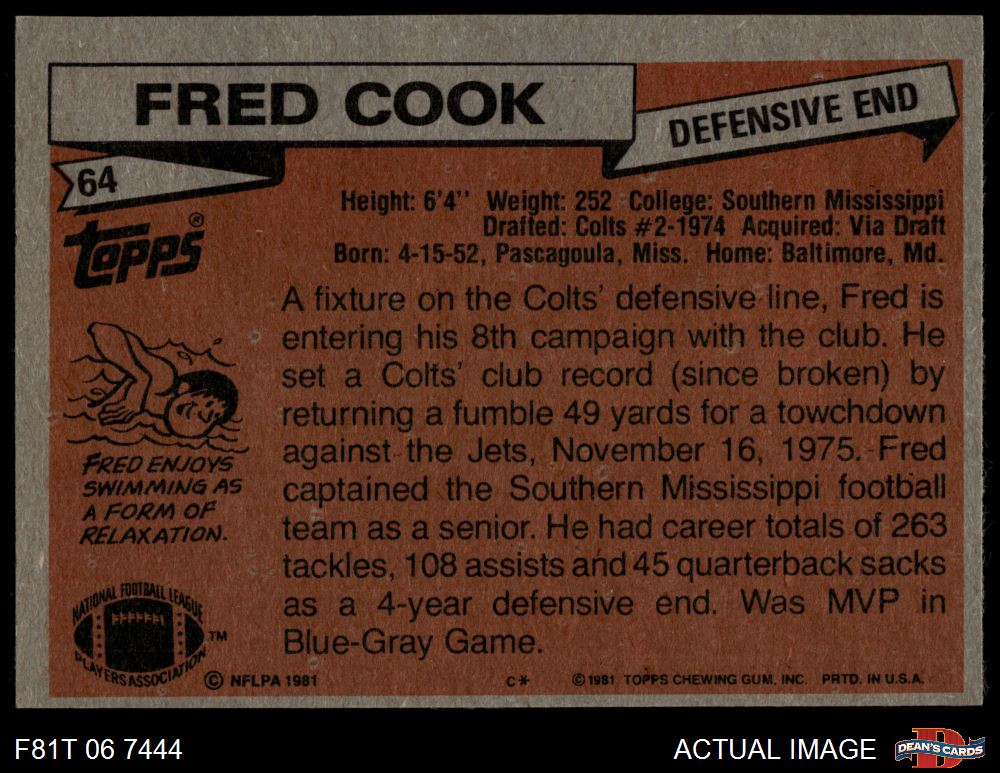 FRED COOK
DEFENSIVE END
64
topps®
Height: 6'4'' Weight: 252 College: Southern Mississippi
Drafted: Colts #2-1974 Acquired: Via Draft
Born: 4-15-52, Pascagoula, Miss. Home: Baltimore, Md.
A fixture on the Colts' defensive line, Fred is
entering his 8th campaign with the club. He
set a Colts' club record (since broken) by
returning a fumble 49 yards for a towchdown
against the Jets, November 16, 1975. Fred
captained the Southern Mississippi football
team as a senior. He had career totals of 263
tackles, 108 assists and 45 quarterback sacks
as a 4-year defensive end. Was MVP in
Blue-Gray Game.
FRED ENJOYS
SWIMMING AS
A FORM OF
RELAXATION.
NATIONAL FOOTBALL LEAGUE
PLAYERS ASSOCIATION
TM
© NFLPA 1981
C*
© 1981 TOPPS CHEWING GUM, INC. PRTD. IN U.S.A.
F81T 06 7444
ACTUAL IMAGE
D
DEAN'S CARDS